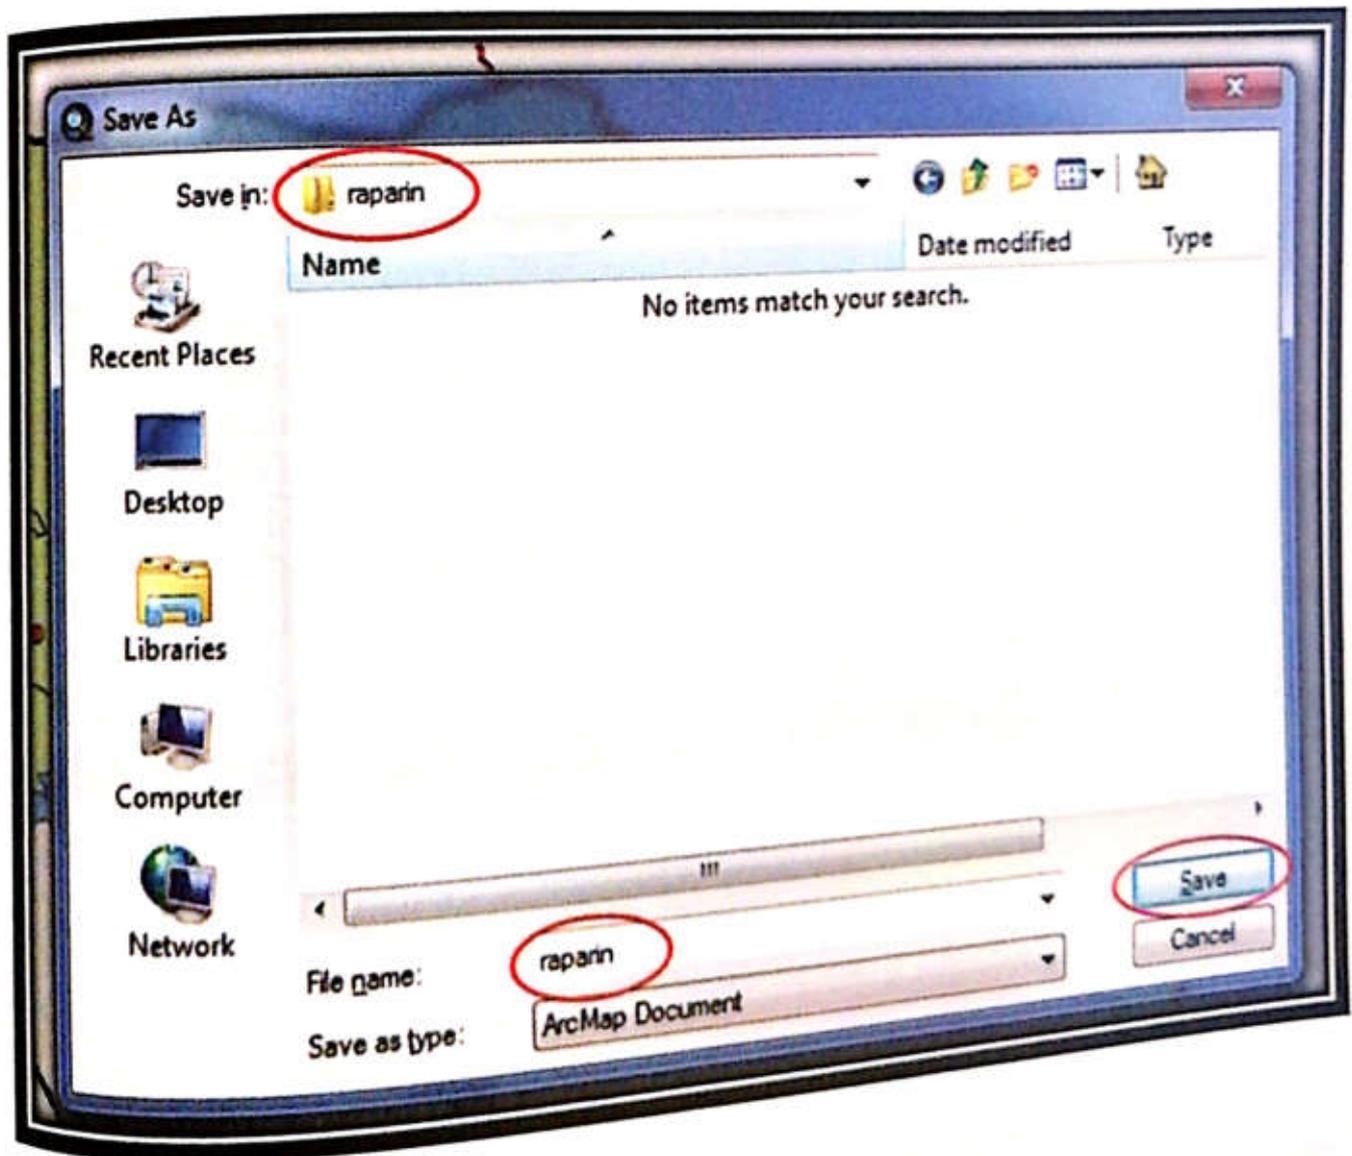 Save As
Save in: raparin
Name Date modified Type
No items match your search.
Recent Places
Desktop
Libraries
Computer
Network
File name: raparin
Save as type: ArcMap Document
Save
Cancel